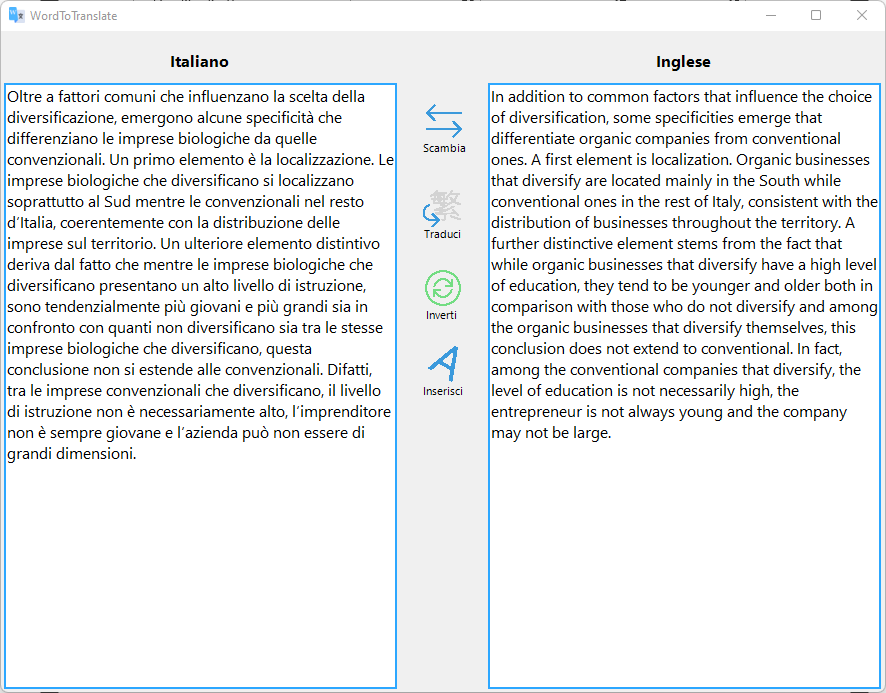 WordToTranslate
Italiano
Oltre a fattori comuni che influenzano la scelta della
diversificazione, emergono alcune specificità che
differenziano le imprese biologiche da quelle
convenzionali. Un primo elemento è la localizzazione. Le
imprese biologiche che diversificano si localizzano
soprattutto al Sud mentre le convenzionali nel resto
d'Italia, coerentemente con la distribuzione delle
imprese sul territorio. Un ulteriore elemento distintivo
deriva dal fatto che mentre le imprese biologiche che
diversificano presentano un alto livello di istruzione,
sono tendenzialmente più giovani e più grandi sia in
confronto con quanti non diversificano sia tra le stesse
imprese biologiche che diversificano, questa
conclusione non si estende alle convenzionali. Difatti,
tra le imprese convenzionali che diversificano, il livello
di istruzione non è necessariamente alto, l'imprenditore
non è sempre giovane e l'azienda può non essere di
grandi dimensioni.
Scambia
繁
Traduci
Inverti
A
Inserisci
Inglese
In addition to common factors that influence the choice
of diversification, some specificities emerge that
differentiate organic companies from conventional
ones. A first element is localization. Organic businesses
that diversify are located mainly in the South while
conventional ones in the rest of Italy, consistent with the
distribution of businesses throughout the territory. A
further distinctive element stems from the fact that
while organic businesses that diversify have a high level
of education, they tend to be younger and older both in
comparison with those who do not diversify and among
the organic businesses that diversify themselves, this
conclusion does not extend to conventional. In fact,
among the conventional companies that diversify, the
level of education is not necessarily high, the
entrepreneur is not always young and the company
may not be large.